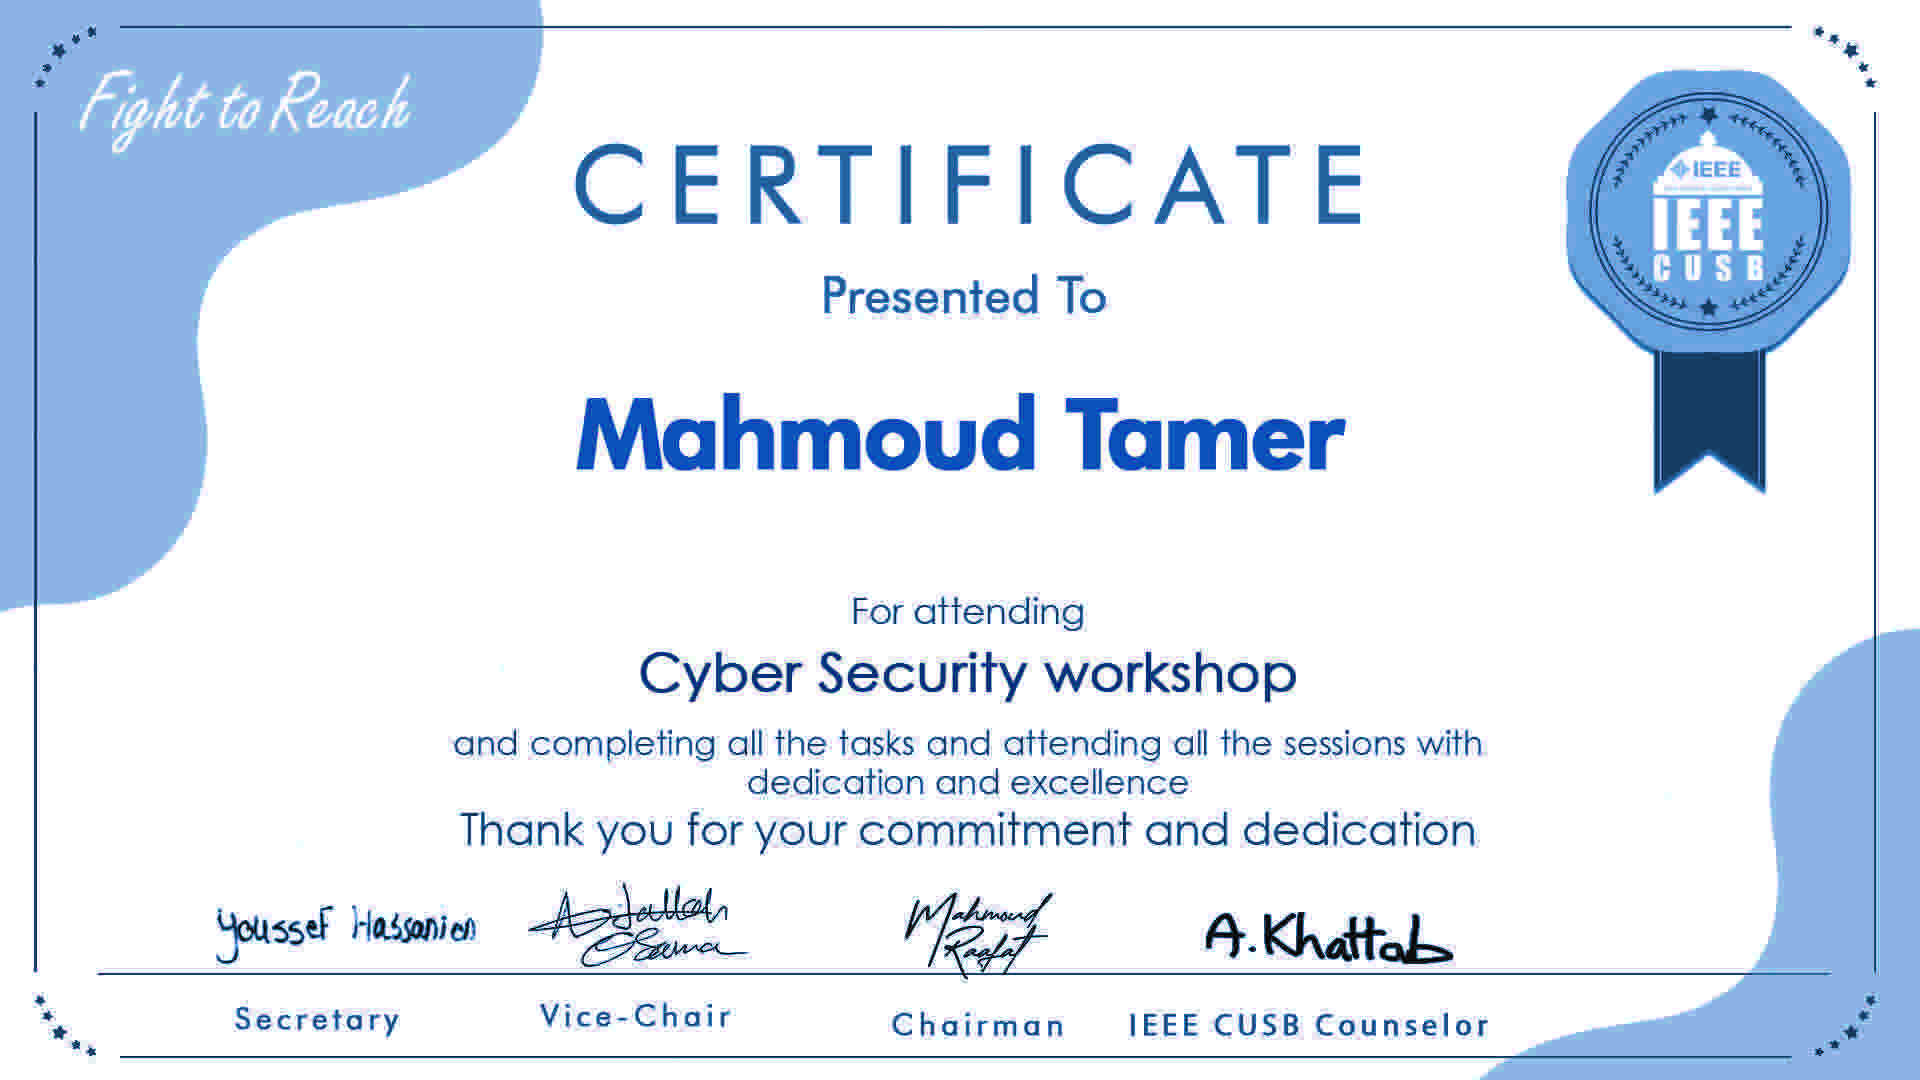 Fight to Reach
CERTIFICATE
IEEE
IEEE
CUSB
Presented To
Mahmoud Tamer
For attending
Cyber Security workshop
and completing all the tasks and attending all the sessions with
dedication and excellence
Thank you for your commitment and dedication
Youssef Hassanien
Osama
Mahmoud
Raafat
A.Khattab
Secretary
Vice-Chair
Chairman
IEEE CUSB Counselor